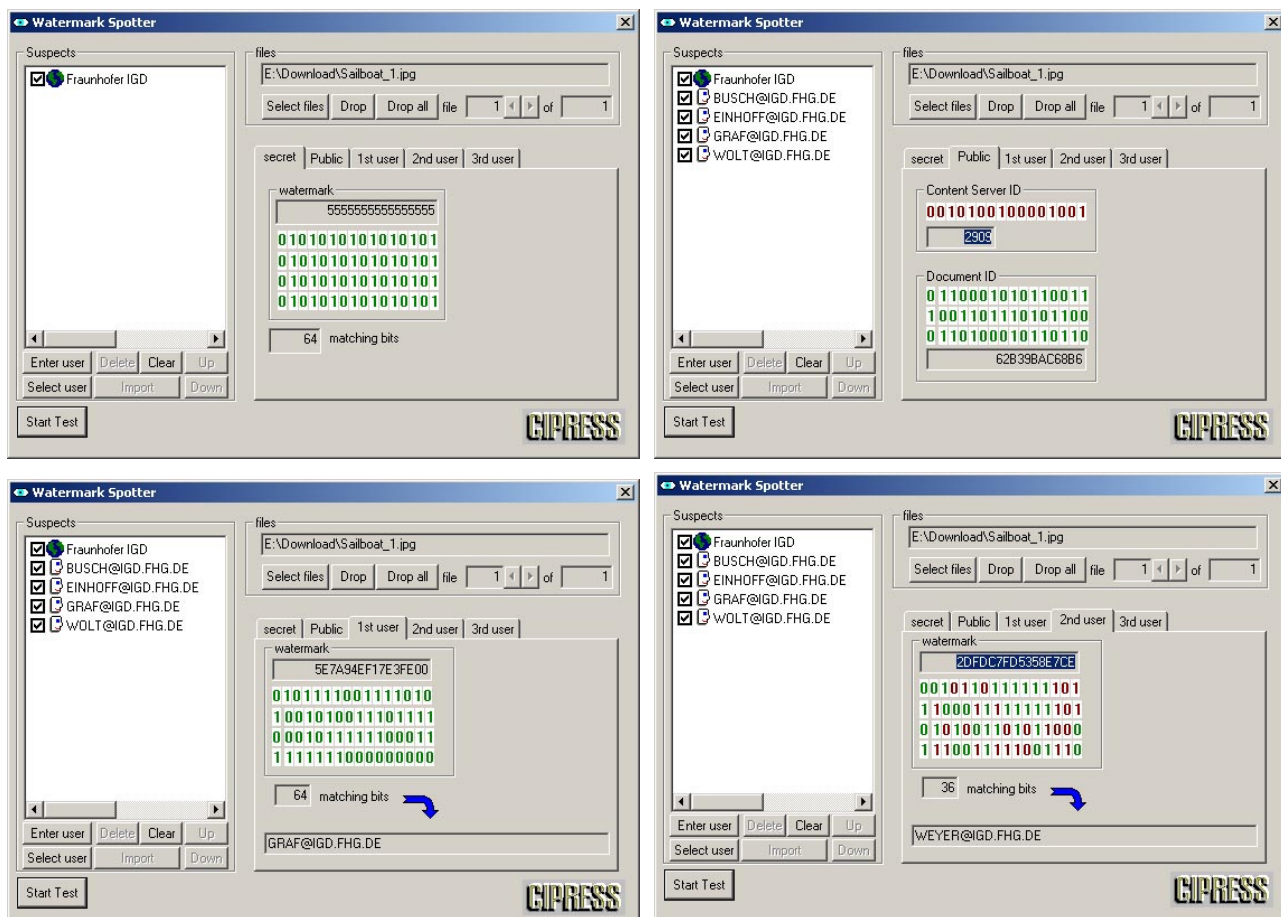 Watermark Spotter
Suspects
Fraunhofer IGD
Enter user Delete Clear Up
Select user Import Down
Start Test
files
E:\Download\Sailboat_1.jpg
Select files Drop Drop all file 1 of 1
secret Public 1st user 2nd user 3rd user
watermark
5555555555555555
0101010101010101
0101010101010101
0101010101010101
0101010101010101
64 matching bits
CIPRESS
Watermark Spotter
Suspects
Fraunhofer IGD
BUSCH@IGD.FHG.DE
EINHOFF@IGD.FHG.DE
GRAF@IGD.FHG.DE
WOLT@IGD.FHG.DE
Enter user Delete Clear Up
Select user Import Down
Start Test
files
E:\Download\Sailboat_1.jpg
Select files Drop Drop all file 1 of 1
secret Public 1st user 2nd user 3rd user
Content Server ID
0010100100001001
2909
Document ID
0110001010110011
1001101110101100
0110100010110110
62B39BAC68B6
CIPRESS
Watermark Spotter
Suspects
Fraunhofer IGD
BUSCH@IGD.FHG.DE
EINHOFF@IGD.FHG.DE
GRAF@IGD.FHG.DE
WOLT@IGD.FHG.DE
Enter user Delete Clear Up
Select user Import Down
Start Test
files
E:\Download\Sailboat_1.jpg
Select files Drop Drop all file 1 of 1
secret Public 1st user 2nd user 3rd user
watermark
5E7A94EF17E3FE00
0101111001111010
1001010011101111
0001011111100011
1111111000000000
64 matching bits
GRAF@IGD.FHG.DE
CIPRESS
Watermark Spotter
Suspects
Fraunhofer IGD
BUSCH@IGD.FHG.DE
EINHOFF@IGD.FHG.DE
GRAF@IGD.FHG.DE
WOLT@IGD.FHG.DE
Enter user Delete Clear Up
Select user Import Down
Start Test
files
E:\Download\Sailboat_1.jpg
Select files Drop Drop all file 1 of 1
secret Public 1st user 2nd user 3rd user
watermark
2DFDC7FD5358E7CE
0010110111111101
1100011111111101
0101001101011000
1110011111001110
36 matching bits
WEYER@IGD.FHG.DE
CIPRESS